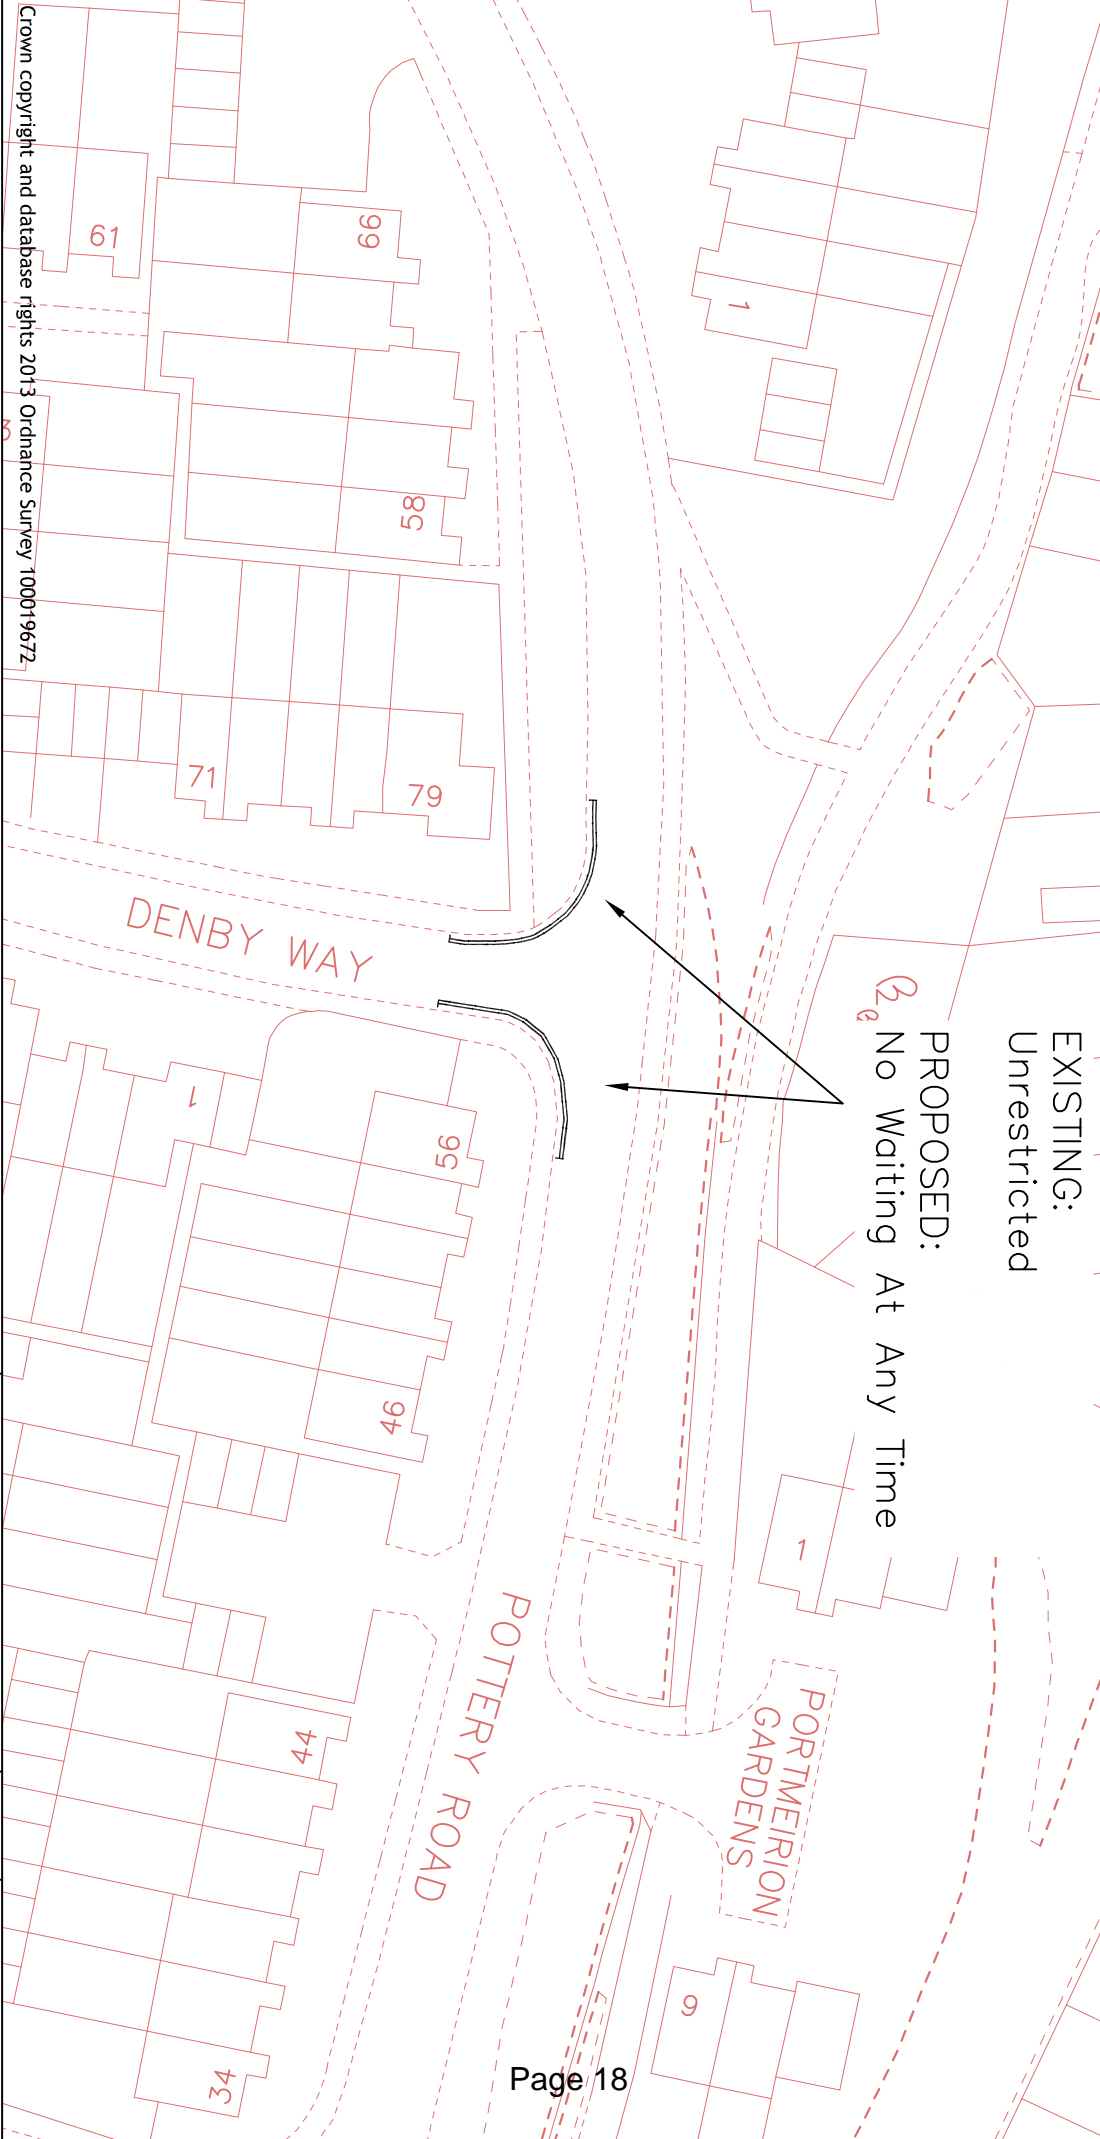 EXISTING:
Unrestricted
PROPOSED:
No Waiting At Any Time
DENBY WAY
POTTERY ROAD
PORTMEIRION
GARDENS
61
66
58
71
79
1
1
56
46
44
34
1
9
3
Page 18
Crown copyright and database rights 2013 Ordnance Survey 100019672